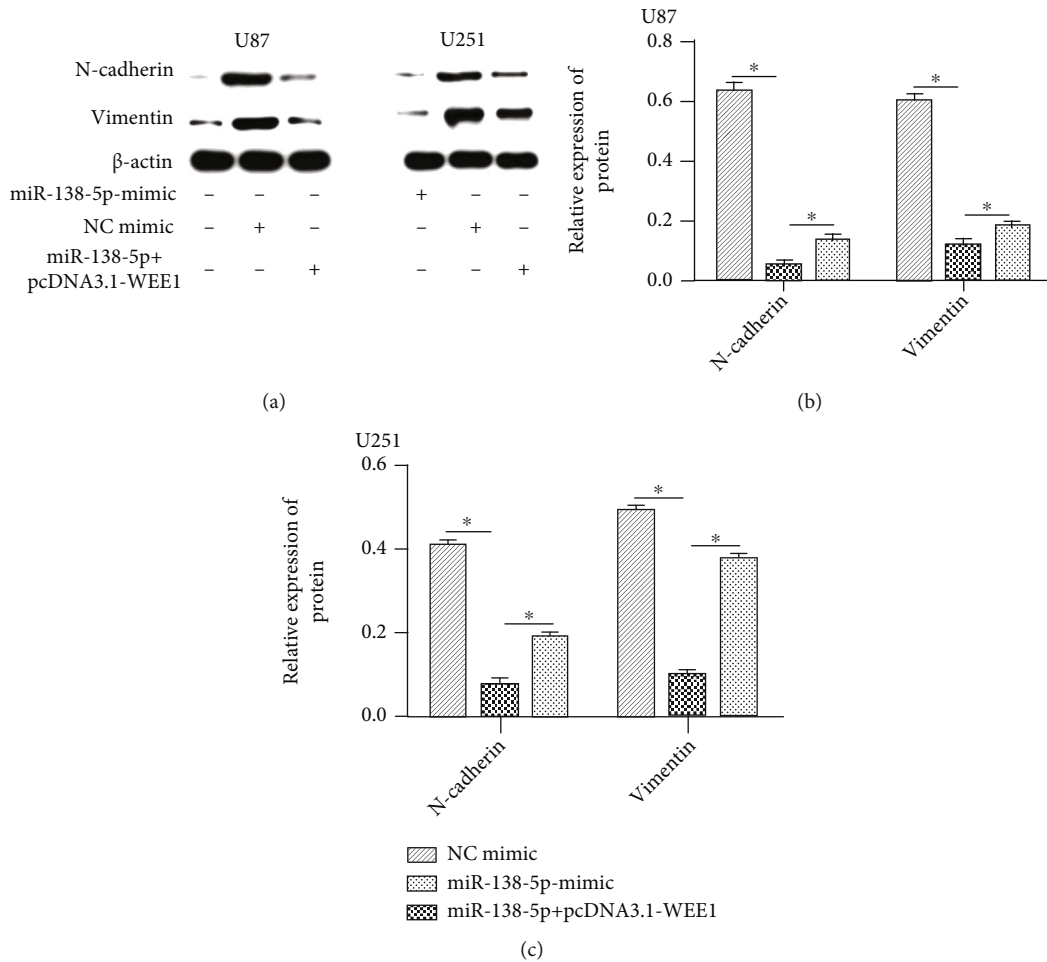 U87 U251
N-cadherin
Vimentin
β-actin
miR-138-5p-mimic – – – + – –
NC mimic – + – – + –
miR-138-5p+
pcDNA3.1-WEE1 – – + – – +
(a)
U87
0.8
0.6
0.4
0.2
0.0
Relative expression of
protein
* * * *
N-cadherin Vimentin
(b)
U251
0.6
0.4
0.2
0.0
Relative expression of
protein
* * * *
N-cadherin Vimentin
NC mimic
miR-138-5p-mimic
miR-138-5p+pcDNA3.1-WEE1
(c)